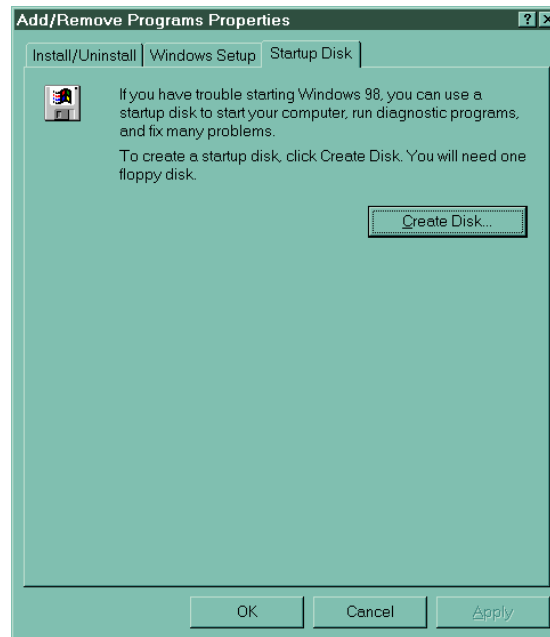 Add/Remove Programs Properties
Install/Uninstall Windows Setup Startup Disk
If you have trouble starting Windows 98, you can use a
startup disk to start your computer, run diagnostic programs,
and fix many problems.
To create a startup disk, click Create Disk. You will need one
floppy disk.
Create Disk...
OK Cancel Apply